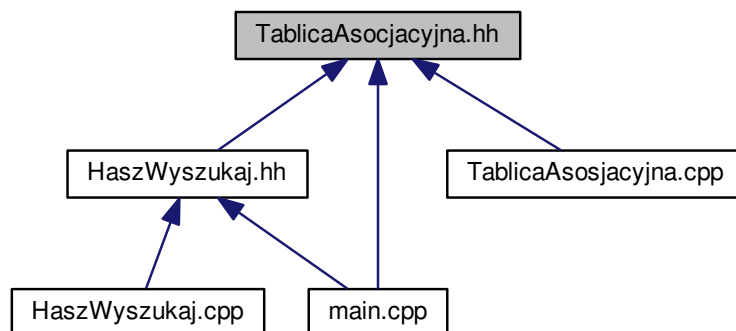 TablicaAsocjacyjna.hh
HaszWyszukaj.hh
TablicaAsosjacyjna.cpp
HaszWyszukaj.cpp
main.cpp